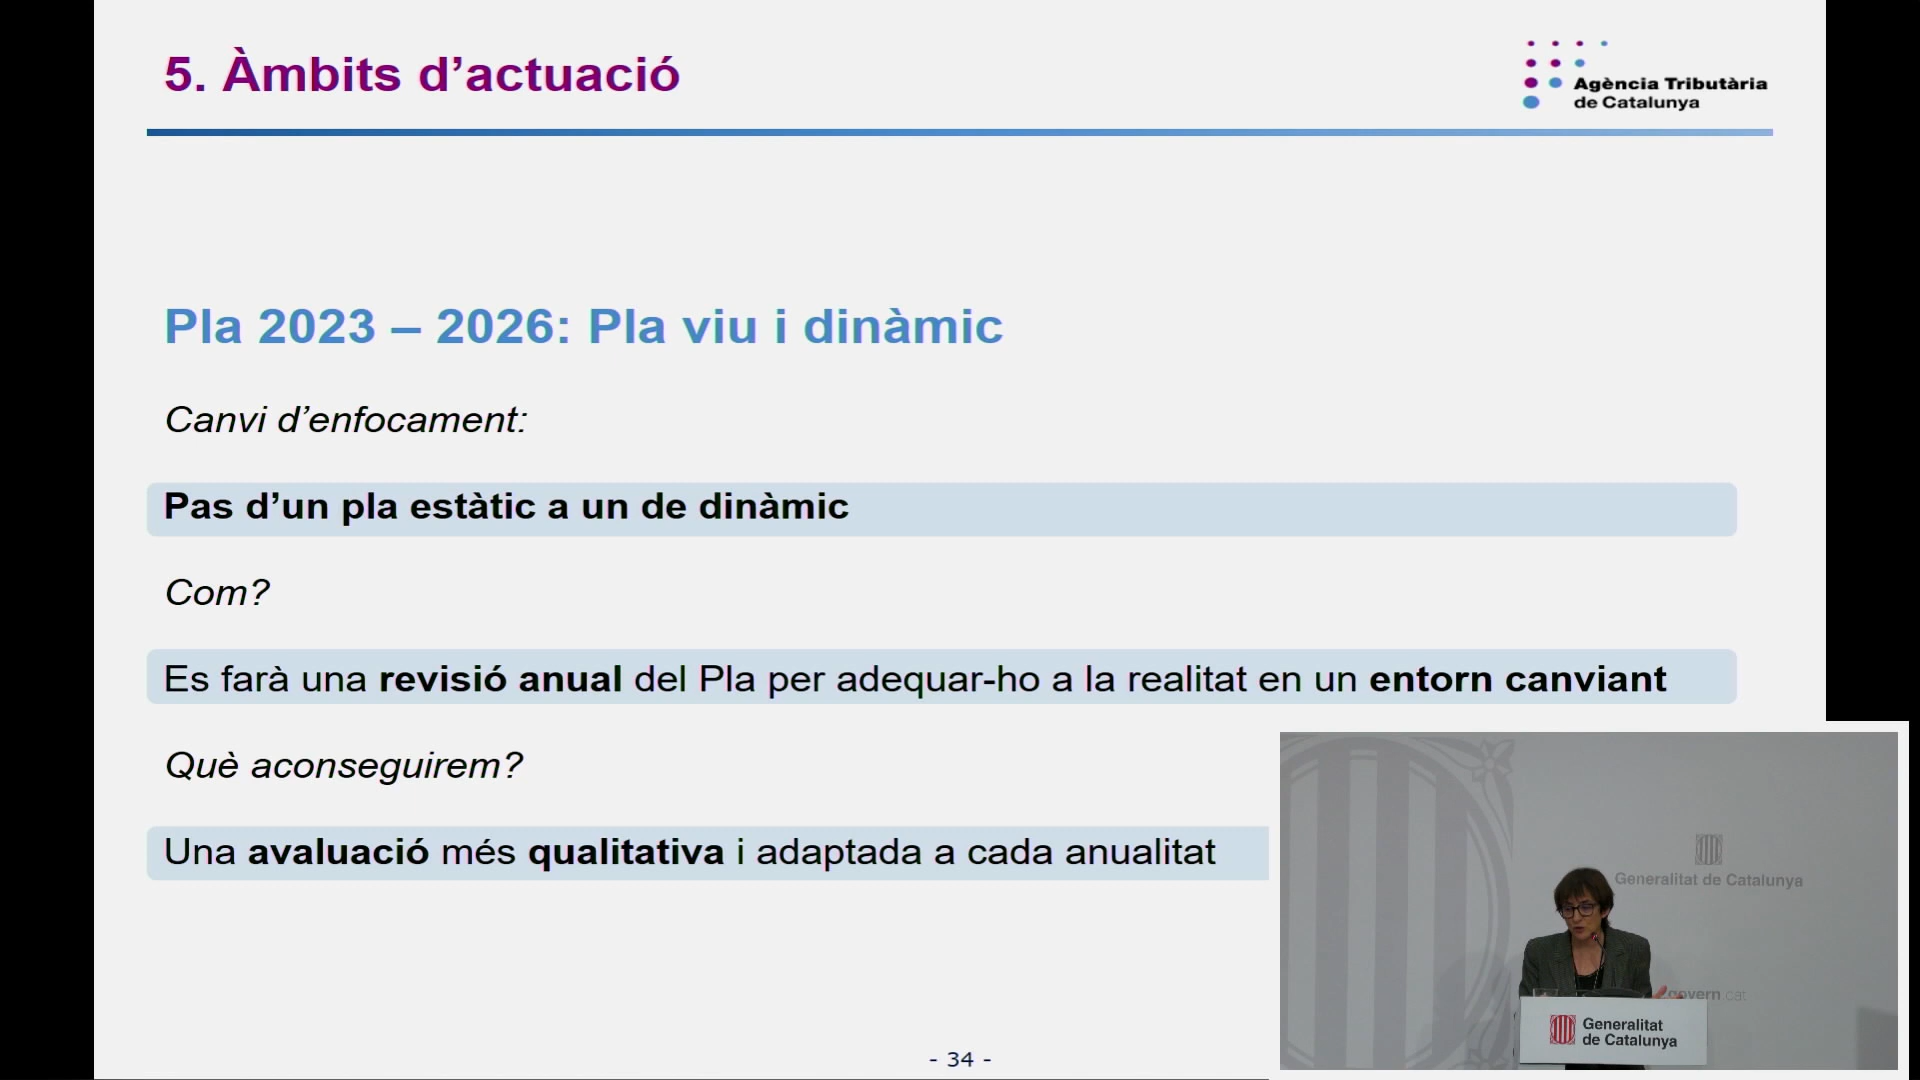 5. Àmbits d’actuació
Agència Tributària
de Catalunya
Pla 2023 – 2026: Pla viu i dinàmic
Canvi d’enfocament:
Pas d’un pla estàtic a un de dinàmic
Com?
Es farà una revisió anual del Pla per adequar-ho a la realitat en un entorn canviant
Què aconseguirem?
Una avaluació més qualitativa i adaptada a cada anualitat
Generalitat de Catalunya
govern.cat
Generalitat
de Catalunya
- 34 -